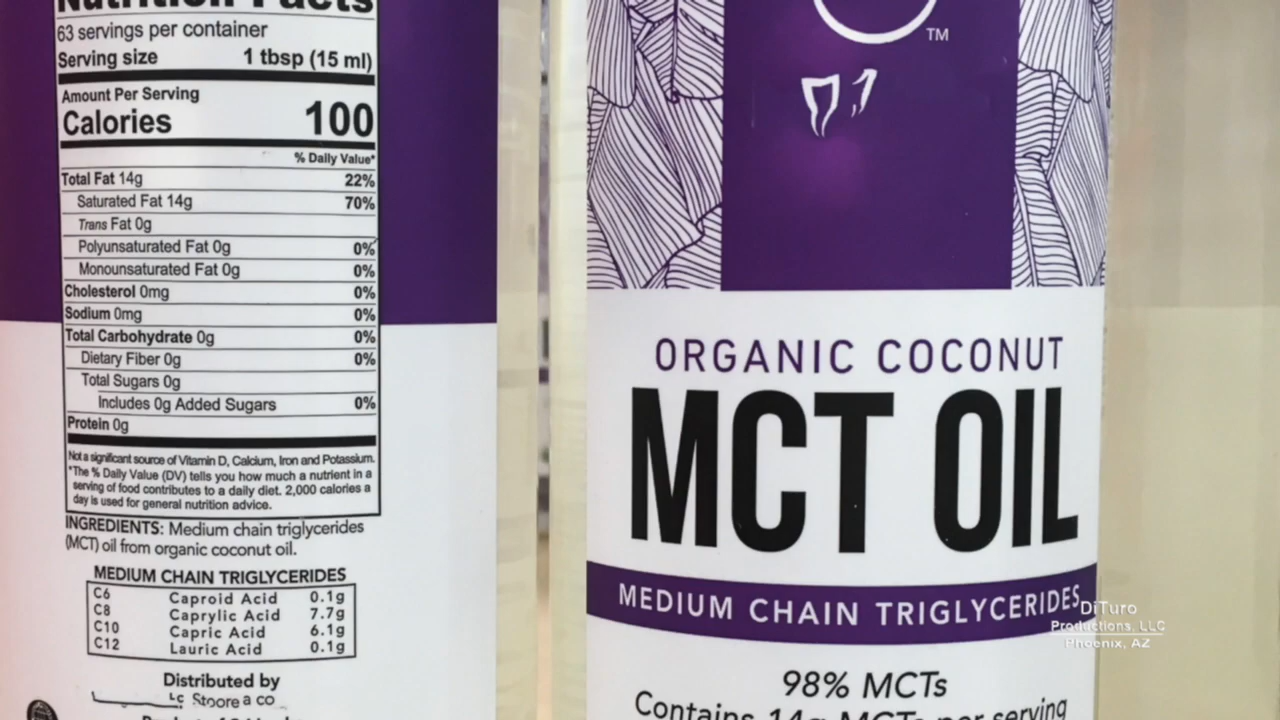 Nutrition Facts
63 servings per container
Serving size 1 tbsp (15 ml)
Amount Per Serving
Calories 100
% Daily Value*
Total Fat 14g 22%
Saturated Fat 14g 70%
Trans Fat 0g
Polyunsaturated Fat 0g 0%
Monounsaturated Fat 0g 0%
Cholesterol 0mg 0%
Sodium 0mg 0%
Total Carbohydrate 0g 0%
Dietary Fiber 0g 0%
Total Sugars 0g
Includes 0g Added Sugars 0%
Protein 0g
Not a significant source of Vitamin D, Calcium, Iron and Potassium.
*The % Daily Value (DV) tells you how much a nutrient in a
serving of food contributes to a daily diet. 2,000 calories a
day is used for general nutrition advice.
INGREDIENTS: Medium chain triglycerides
(MCT) oil from organic coconut oil.
MEDIUM CHAIN TRIGLYCERIDES
C6 Caproid Acid 0.1g
C8 Caprylic Acid 7.7g
C10 Capric Acid 6.1g
C12 Lauric Acid 0.1g
Distributed by
TM
ORGANIC COCONUT
MCT OIL
MEDIUM CHAIN TRIGLYCERIDES
98% MCTs
Contains 14g MCTs per serving
DiTuro
Productions, LLC
Phoenix, AZ